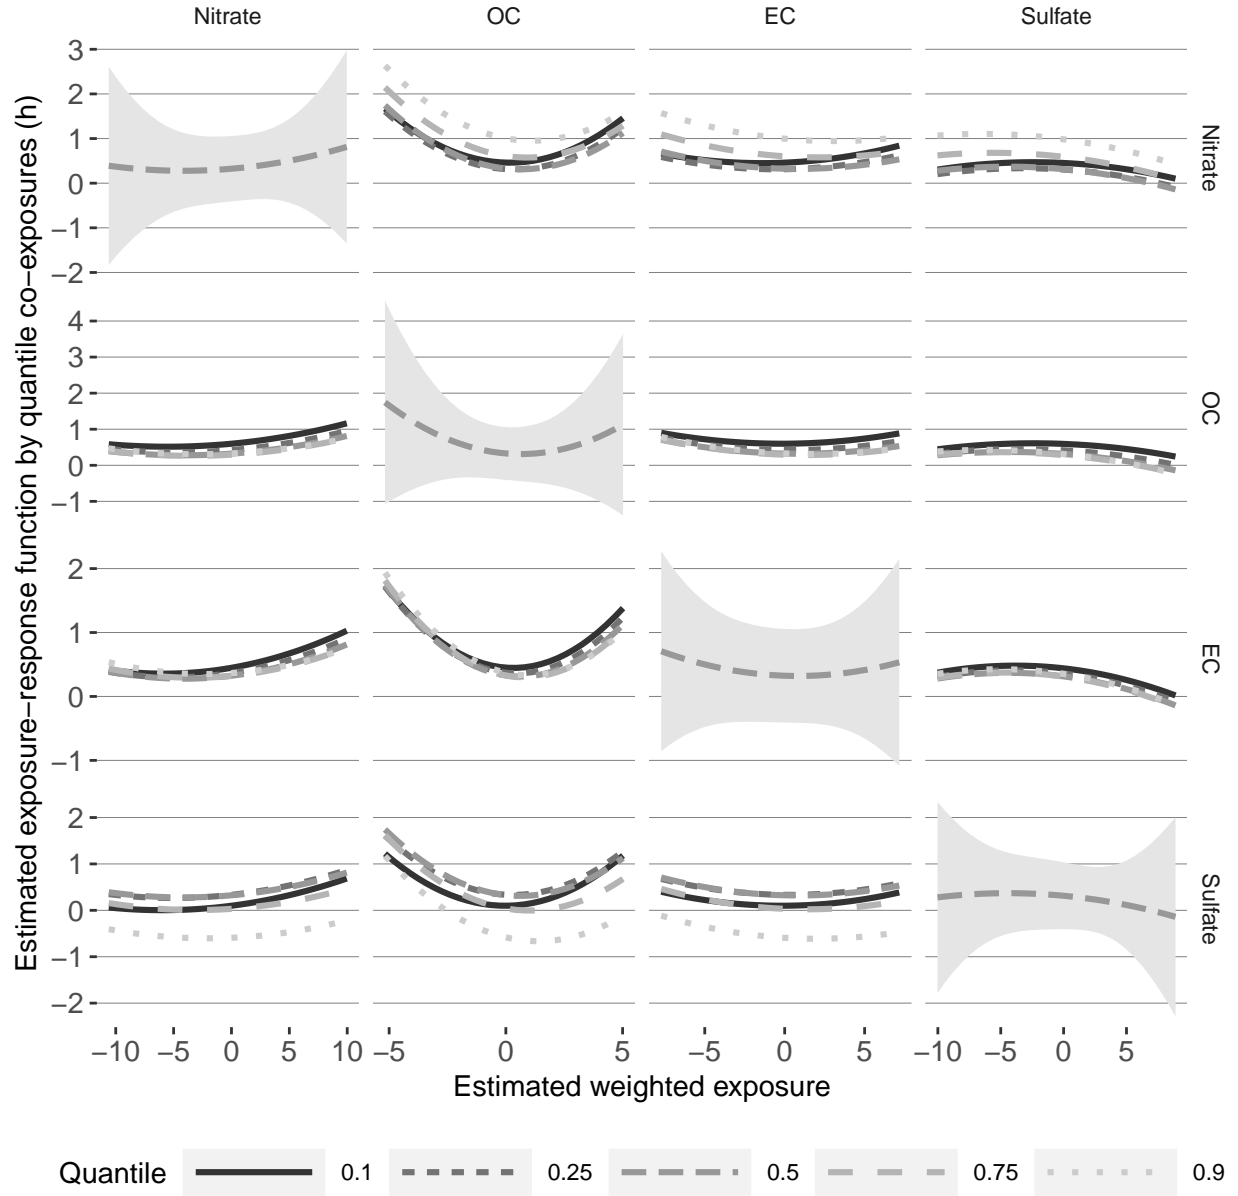 Nitrate OC EC Sulfate
Estimated exposure−response function by quantile co−exposures (h)
3
2
1
0
−1
−2
Nitrate
4
3
2
1
0
−1
OC
2
1
0
−1
EC
2
1
0
−1
−2
Sulfate
−10 −5 0 5 10 −5 0 5 −5 0 5 −10 −5 0 5
Estimated weighted exposure
Quantile 0.1 0.25 0.5 0.75 0.9